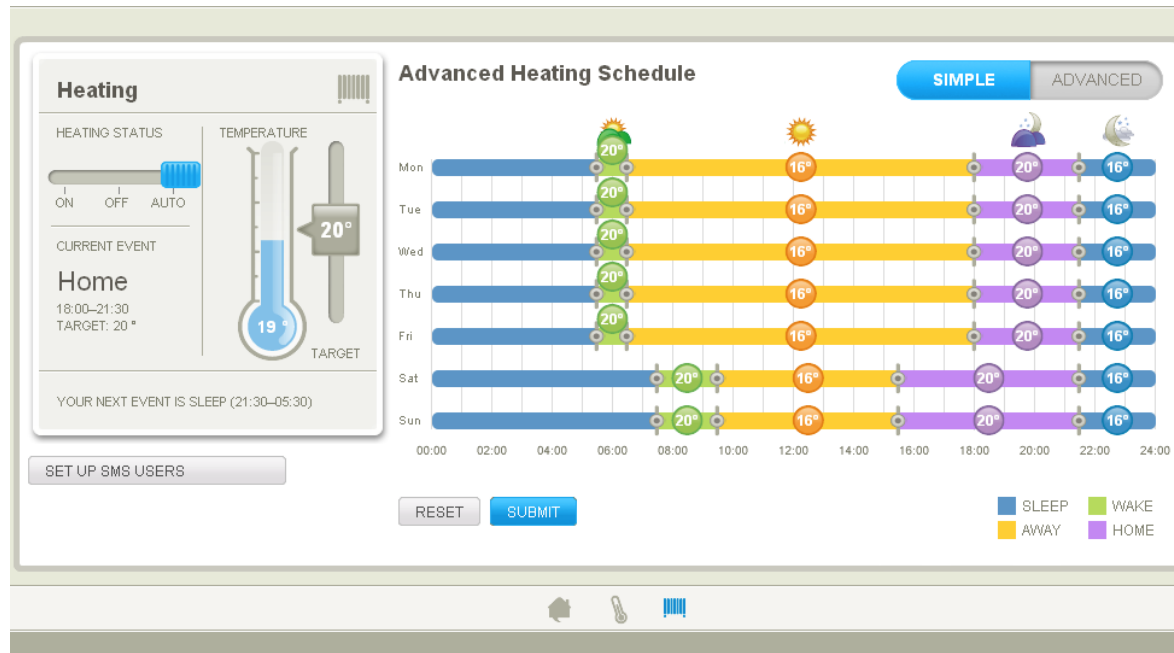 Heating
HEATING STATUS
ON OFF AUTO
CURRENT EVENT
Home
18:00–21:30
TARGET: 20 °
TEMPERATURE
20°
19 °
TARGET
YOUR NEXT EVENT IS SLEEP (21:30–05:30)
SET UP SMS USERS
Advanced Heating Schedule
SIMPLE ADVANCED
Mon 20° 16° 20° 16°
Tue 20° 16° 20° 16°
Wed 20° 16° 20° 16°
Thu 20° 16° 20° 16°
Fri 20° 16° 20° 16°
Sat 20° 16° 20° 16°
Sun 20° 16° 20° 16°
00:00 02:00 04:00 06:00 08:00 10:00 12:00 14:00 16:00 18:00 20:00 22:00 24:00
RESET SUBMIT
SLEEP WAKE
AWAY HOME